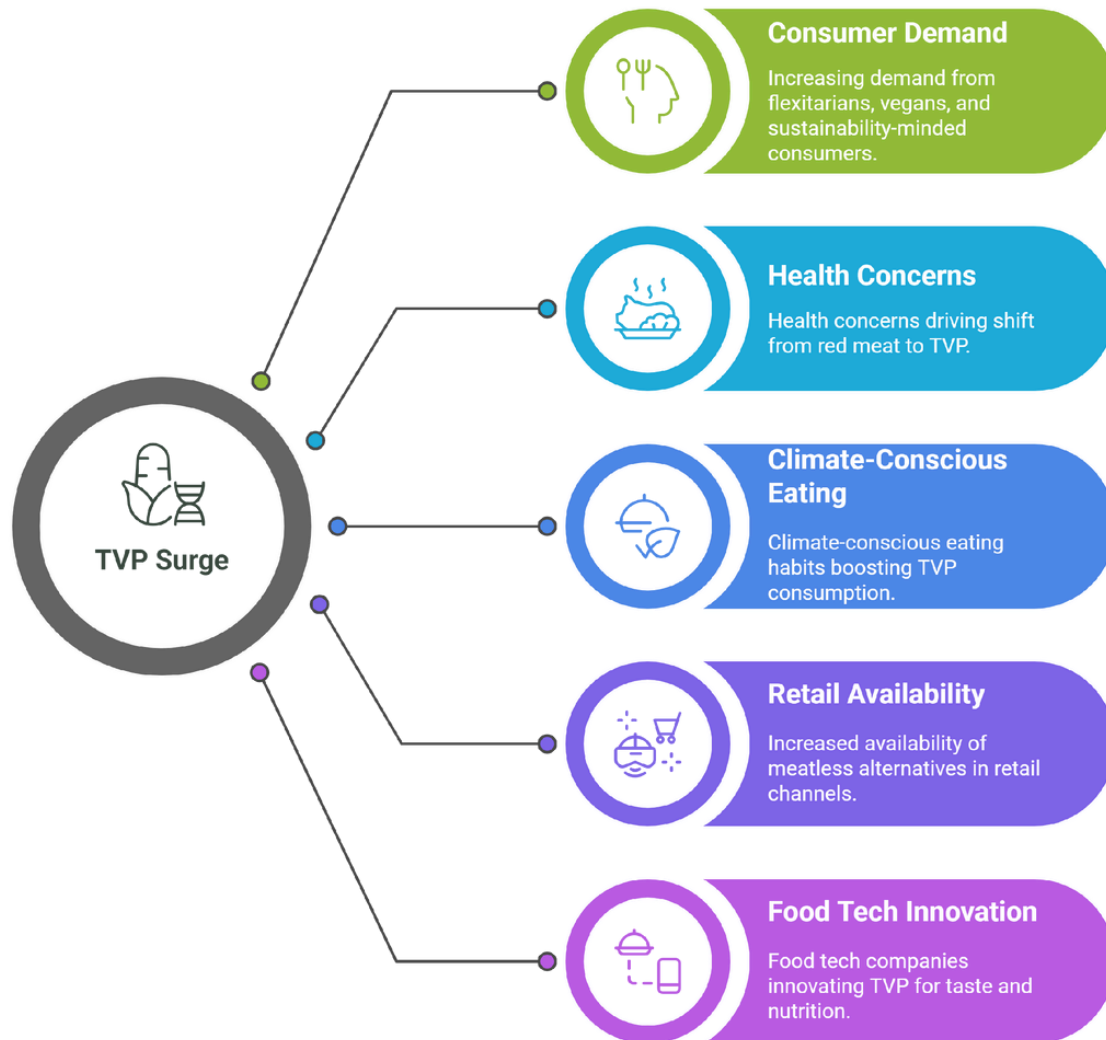 Consumer Demand
Increasing demand from
flexitarians, vegans, and
sustainability-minded
consumers.
Health Concerns
Health concerns driving shift
from red meat to TVP.
TVP Surge
Climate-Conscious
Eating
Climate-conscious eating
habits boosting TVP
consumption.
Retail Availability
Increased availability of
meatless alternatives in retail
channels.
Food Tech Innovation
Food tech companies
innovating TVP for taste and
nutrition.